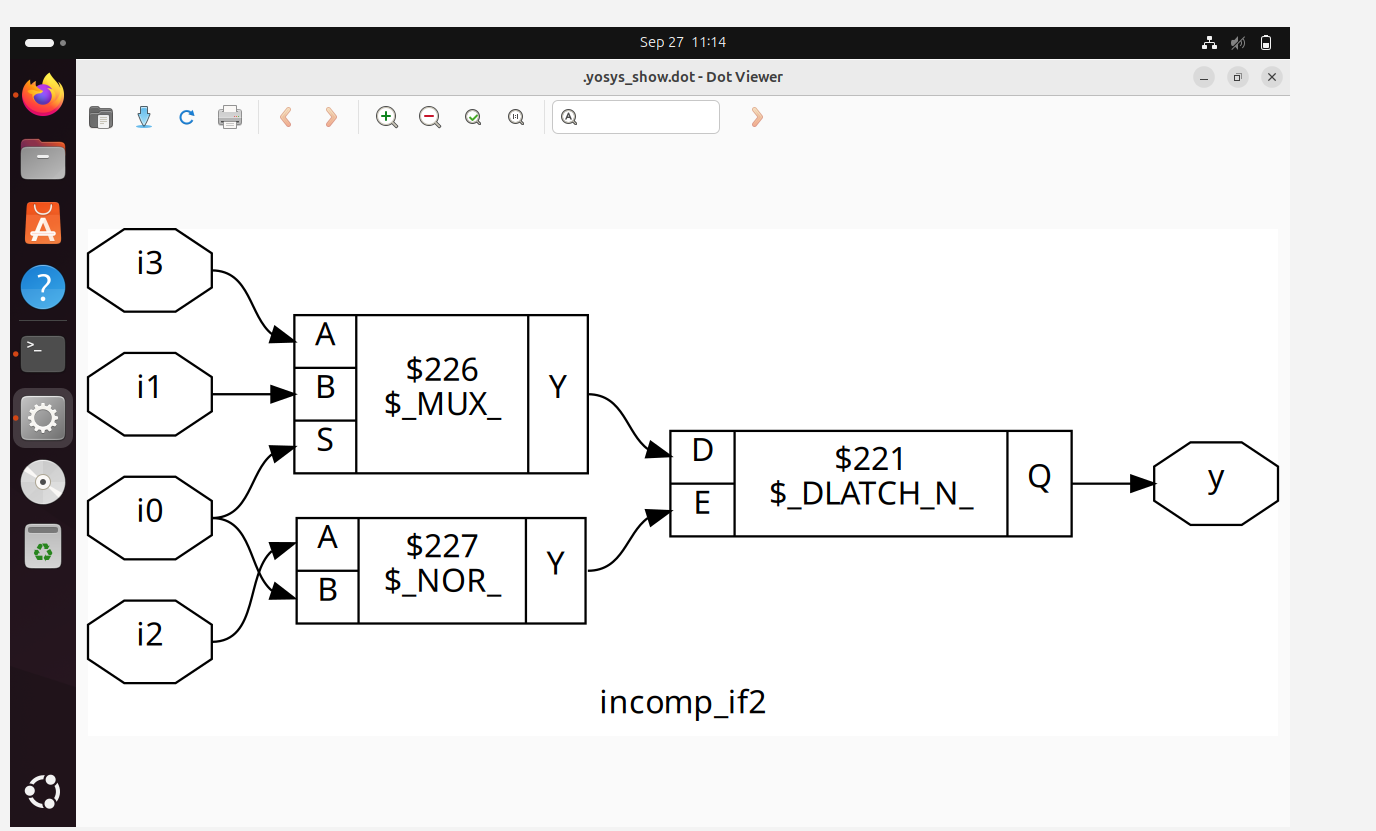 Sep 27 11:14
.yosys_show.dot - Dot Viewer
i3
i1
i0
i2
A
B
S
$226
$_MUX_
Y
A
B
$227
$_NOR_
Y
D
E
$221
$_DLATCH_N_
Q
y
incomp_if2